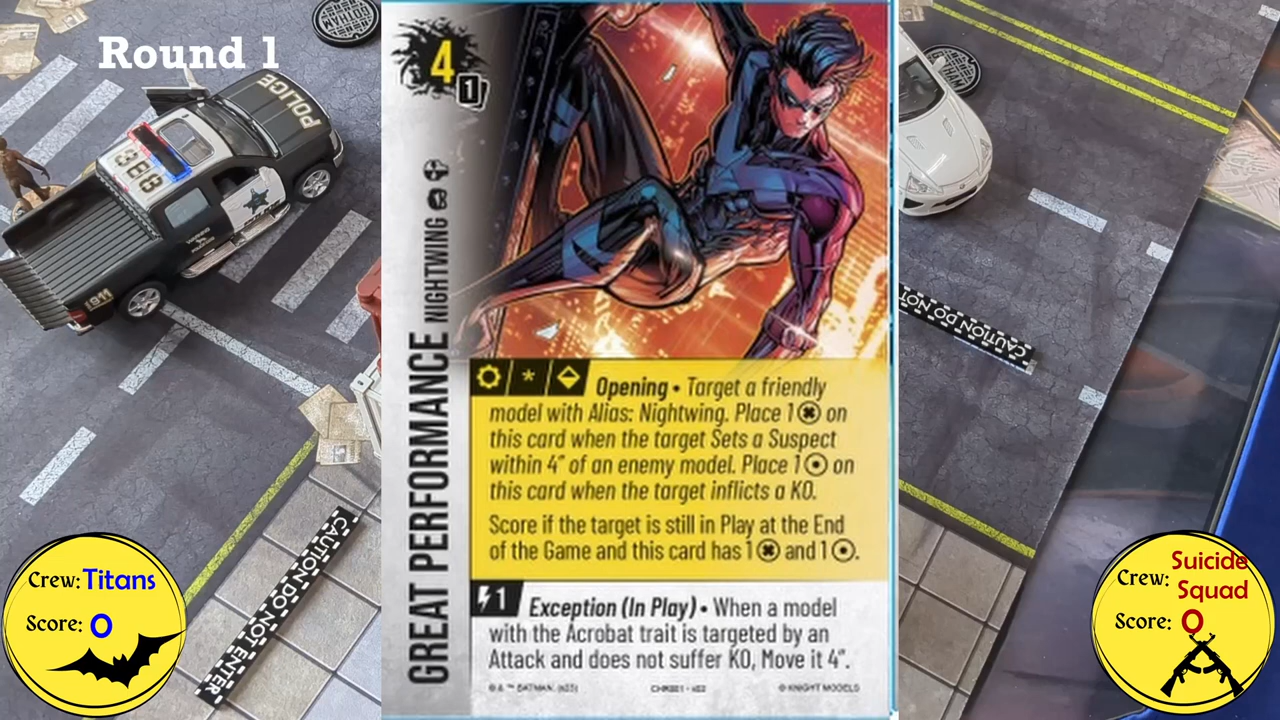 Round 1
POLICE
388
GOTHAM
4
1
GREAT PERFORMANCE NIGHTWING
* Opening • Target a friendly
model with Alias: Nightwing. Place 1 on
this card when the target Sets a Suspect
within 4" of an enemy model. Place 1 on
this card when the target inflicts a KO.
Score if the target is still in Play at the End
of the Game and this card has 1 and 1.
1 Exception (In Play) • When a model
with the Acrobat trait is targeted by an
Attack and does not suffer KO, Move it 4".
© KNIGHT MODELS
CAUTION DO NOT ENTER
CAUTION DO NOT
Crew: Titans
Score: 0
Crew: Suicide
Squad
Score: 0